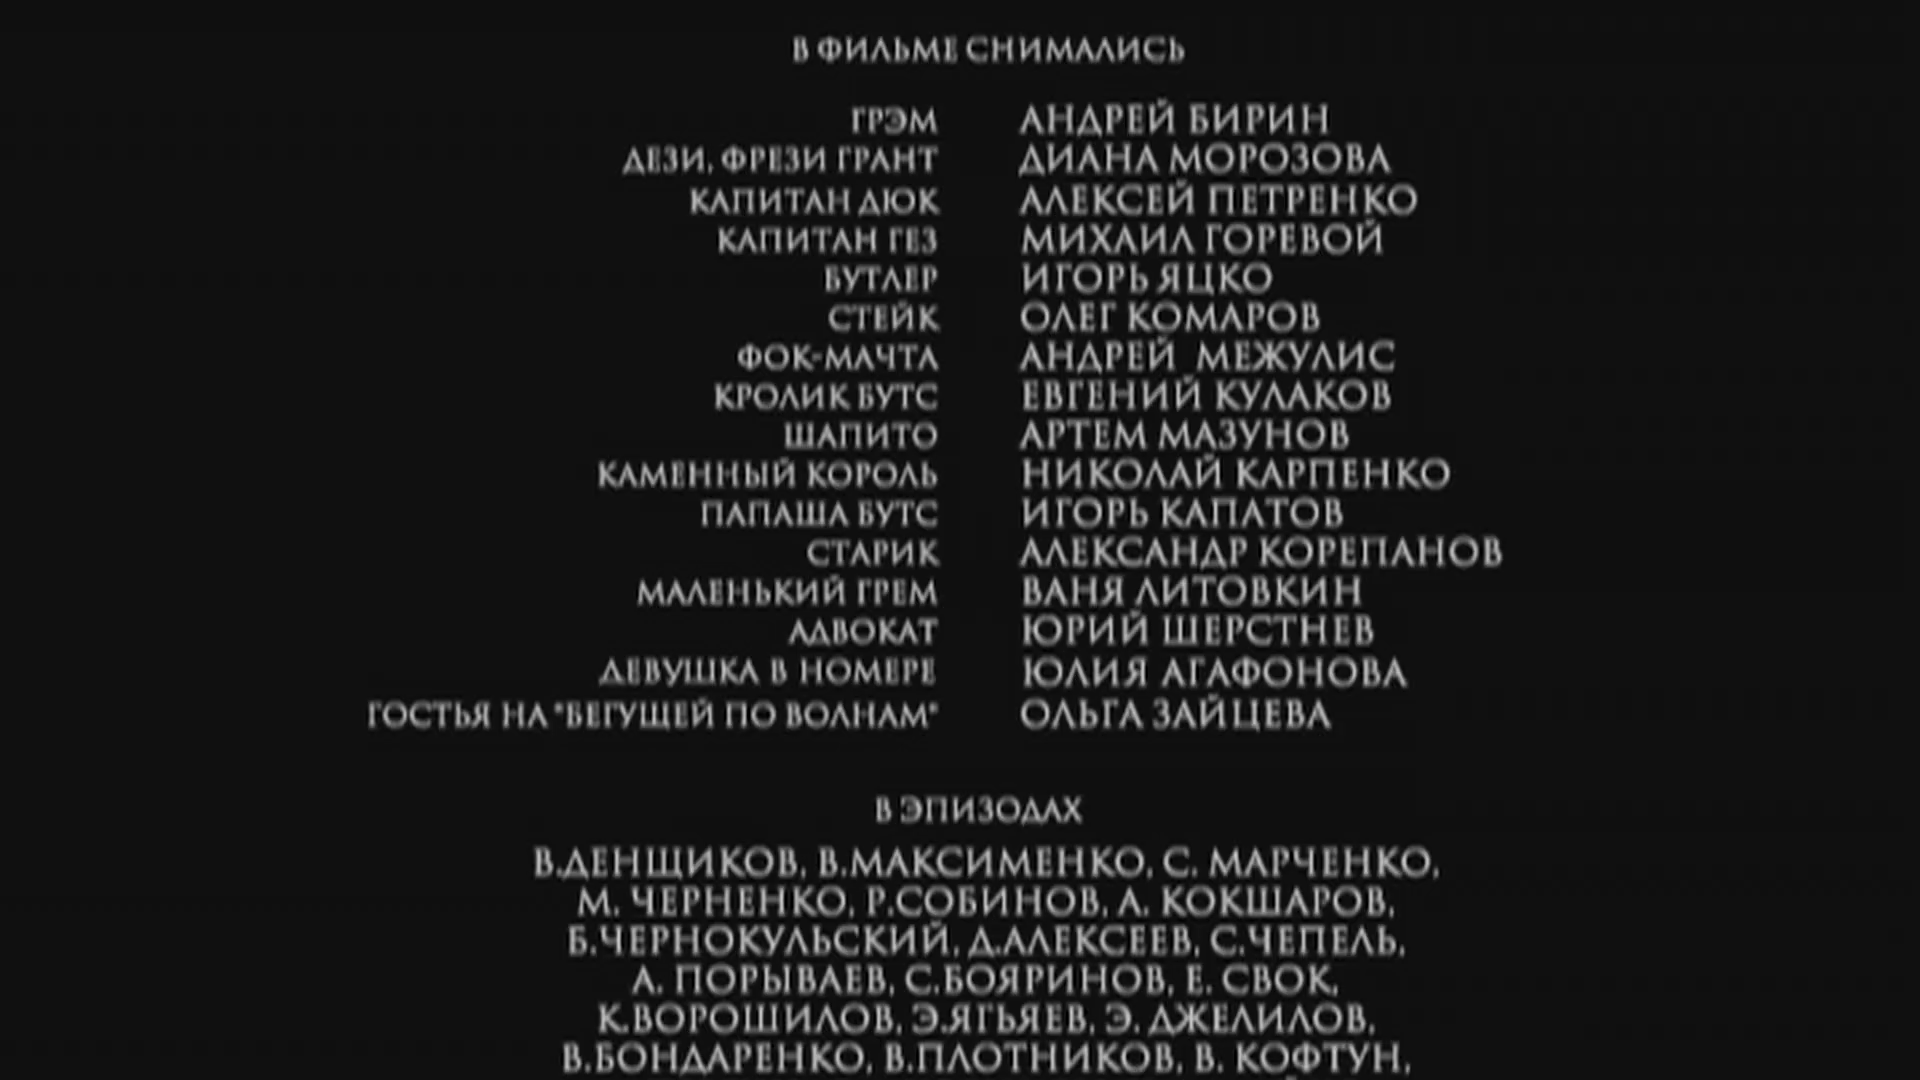 В ФИЛЬМЕ СНИМАЛИСЬ
ГРЭМ АНДРЕЙ БИРИН
ДЕЗИ, ФРЕЗИ ГРАНТ ДИАНА МОРОЗОВА
КАПИТАН ДЮК АЛЕКСЕЙ ПЕТРЕНКО
КАПИТАН ГЕЗ МИХАИЛ ГОРЕВОЙ
БУТЛЕР ИГОРЬ ЯЦКО
СТЕЙК ОЛЕГ КОМАРОВ
ФОК-МАЧТА АНДРЕЙ МЕЖУЛИС
КРОЛИК БУТС ЕВГЕНИЙ КУЛАКОВ
ШАПИТО АРТЕМ МАЗУНОВ
КАМЕННЫЙ КОРОЛЬ НИКОЛАЙ КАРПЕНКО
ПАПАША БУТС ИГОРЬ КАПАТОВ
СТАРИК АЛЕКСАНДР КОРЕПАНОВ
МАЛЕНЬКИЙ ГРЕМ ВАНЯ ЛИТОВКИН
АДВОКАТ ЮРИЙ ШЕРСТНЕВ
ДЕВУШКА В НОМЕРЕ ЮЛИЯ АГАФОНОВА
ГОСТЬЯ НА "БЕГУЩЕЙ ПО ВОЛНАМ" ОЛЬГА ЗАЙЦЕВА
В ЭПИЗОДАХ
В.ДЕНЩИКОВ, В.МАКСИМЕНКО, С. МАРЧЕНКО,
М. ЧЕРНЕНКО, Р.СОБИНОВ, А. КОКШАРОВ,
Б.ЧЕРНОКУЛЬСКИЙ, Д.АЛЕКСЕЕВ, С.ЧЕПЕЛЬ,
А. ПОРЫВАЕВ, С.БОЯРИНОВ, Е. СВОК,
К.ВОРОШИЛОВ, Э.ЯГЬЯЕВ, Э. ДЖЕЛИЛОВ,
В.БОНДАРЕНКО, В.ПЛОТНИКОВ, В. КОФТУН,